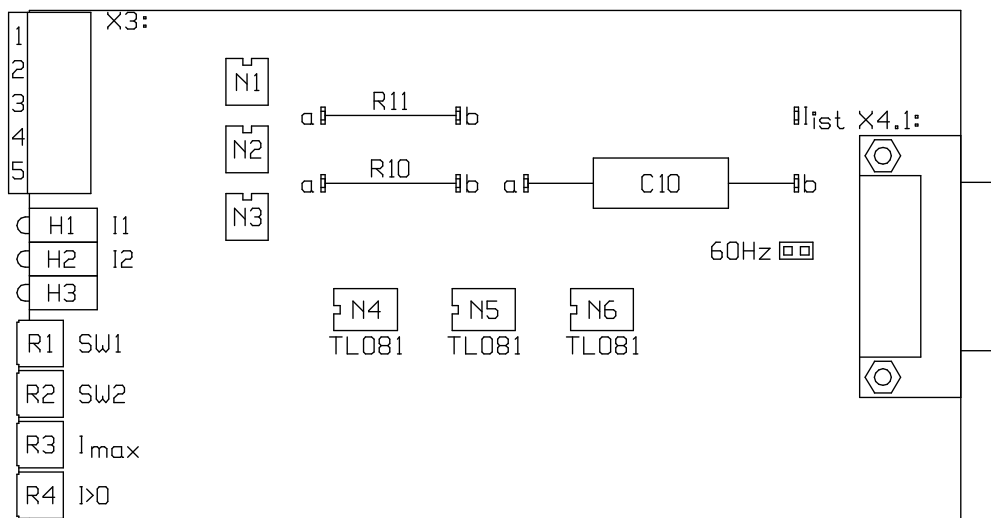 X3:
1
2
3
4
5
N1
N2
N3
a R11 b
a R10 b
a C10 b
Iist X4.1:
60Hz
H1 I1
H2 I2
H3
N4
TL081
N5
TL081
N6
TL081
R1 SW1
R2 SW2
R3 Imax
R4 I>0